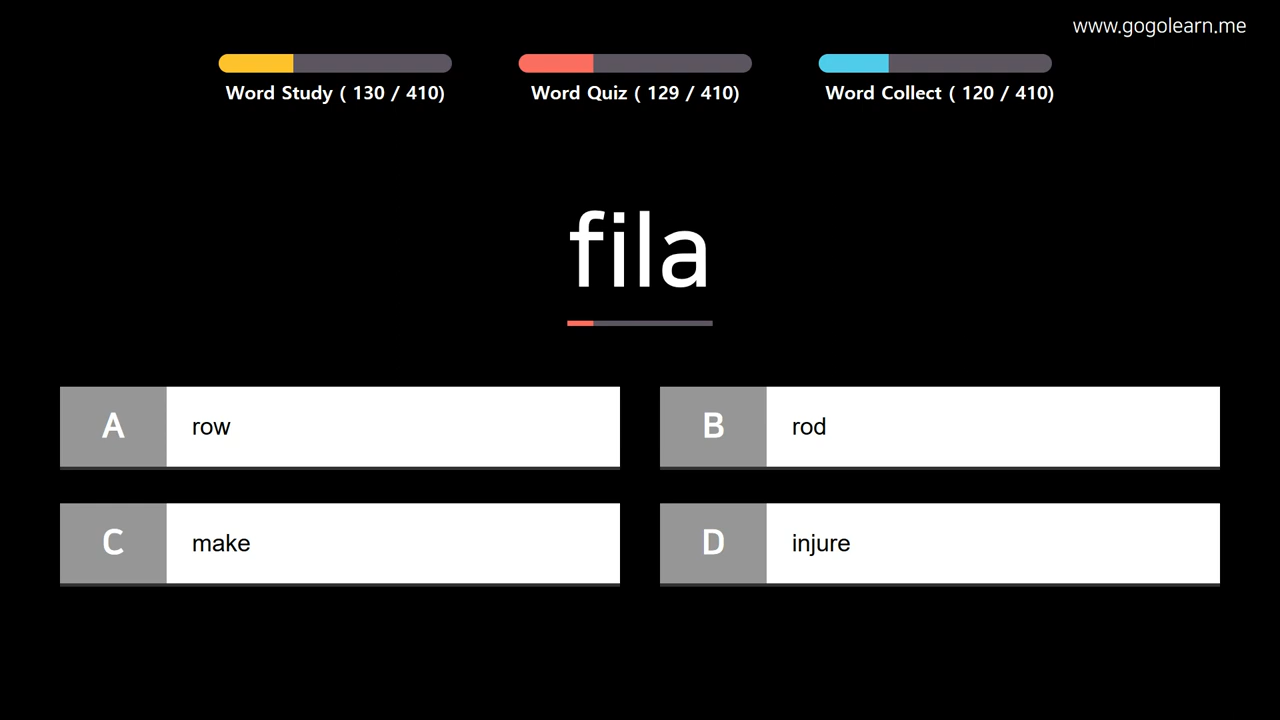 www.gogolearn.me
Word Study ( 130 / 410)
Word Quiz ( 129 / 410)
Word Collect ( 120 / 410)
fila
A row
B rod
C make
D injure